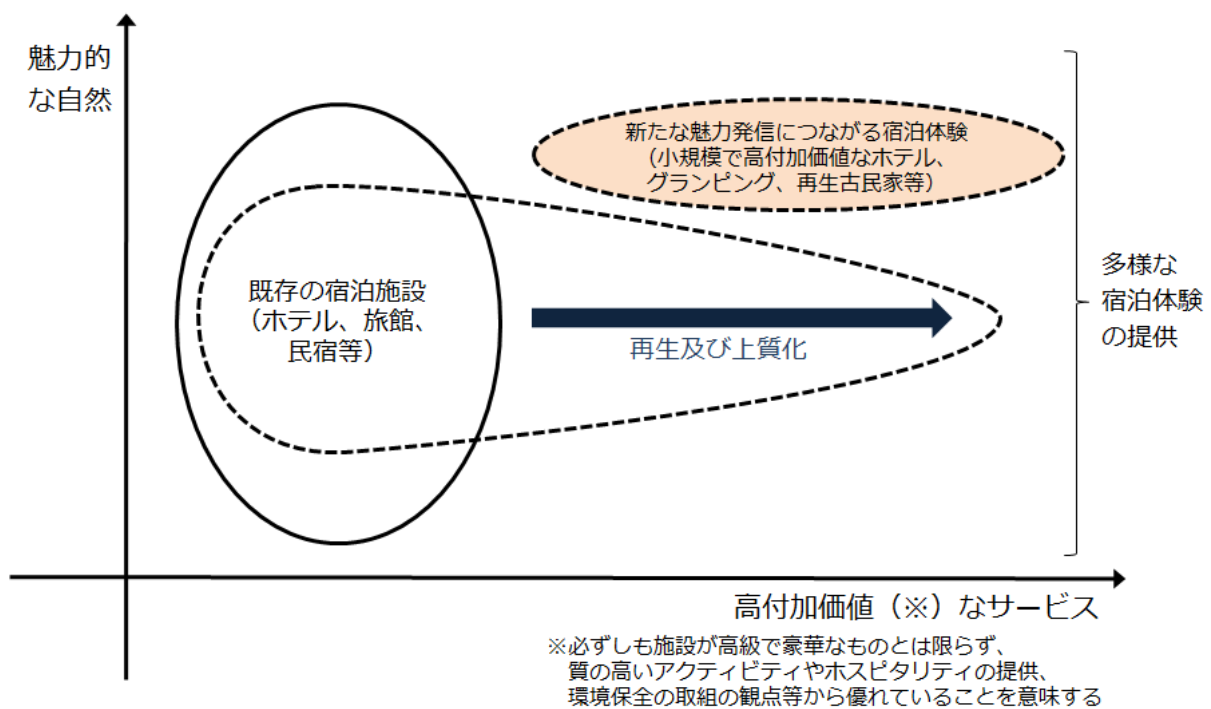 魅力的
な自然
新たな魅力発信につながる宿泊体験
（小規模で高付加価値なホテル、
グランピング、再生古民家等）
既存の宿泊施設
（ホテル、旅館、
民宿等）
再生及び上質化
多様な
宿泊体験
の提供
高付加価値（※）なサービス
※必ずしも施設が高級で豪華なものとは限らず、
質の高いアクティビティやホスピタリティの提供、
環境保全の取組の観点等から優れていることを意味する